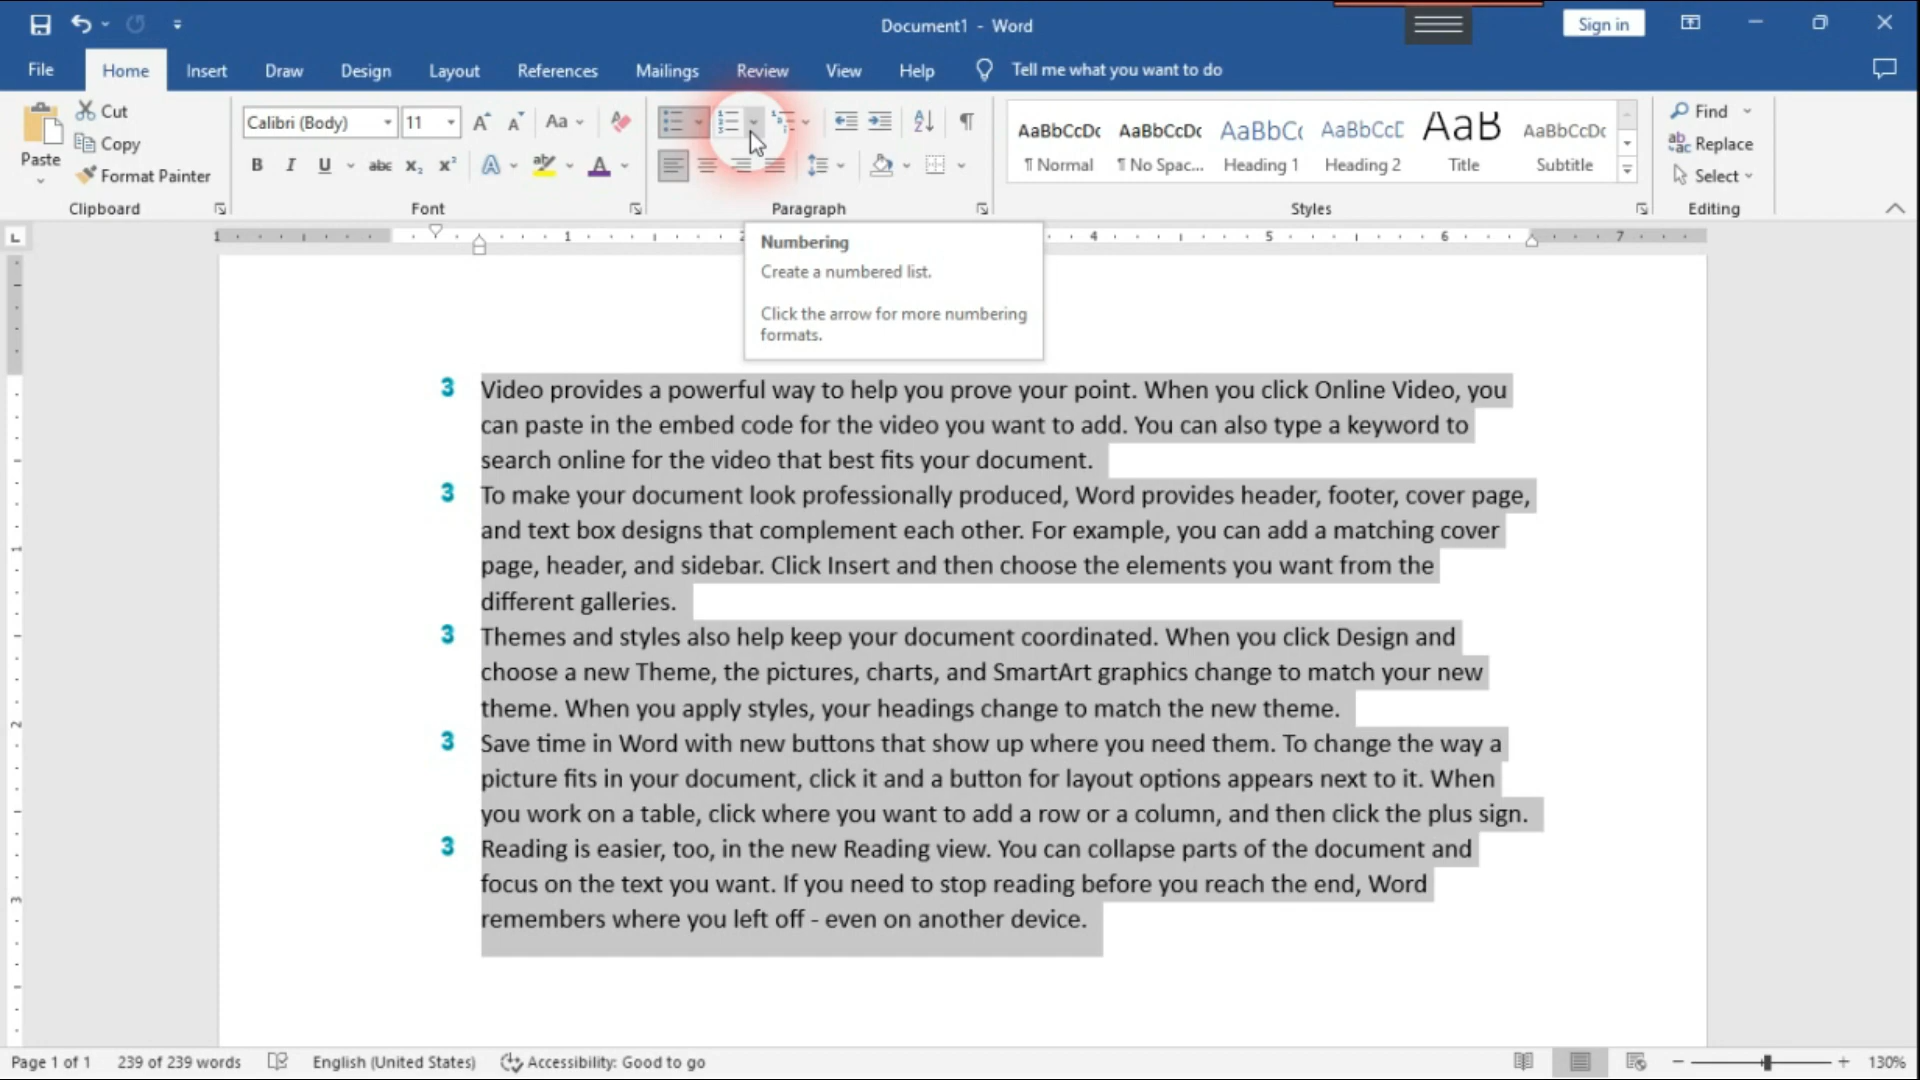 Document1 - Word
Sign in
File Home Insert Draw Design Layout References Mailings Review View Help Tell me what you want to do
Paste
Cut
Copy
Format Painter
Clipboard
Calibri (Body) 11
Aa
B I U abc X₂ X² A ab A
Font
Paragraph
AaBbCcDc AaBbCcDc AaBbC( AaBbCcE AaB AaBbCcDc
¶ Normal ¶ No Spac... Heading 1 Heading 2 Title Subtitle
Styles
Find
Replace
Select
Editing
1 1 2 4 5 6 7
Numbering
Create a numbered list.
Click the arrow for more numbering
formats.
3 Video provides a powerful way to help you prove your point. When you click Online Video, you
can paste in the embed code for the video you want to add. You can also type a keyword to
search online for the video that best fits your document.
3 To make your document look professionally produced, Word provides header, footer, cover page,
and text box designs that complement each other. For example, you can add a matching cover
page, header, and sidebar. Click Insert and then choose the elements you want from the
different galleries.
3 Themes and styles also help keep your document coordinated. When you click Design and
choose a new Theme, the pictures, charts, and SmartArt graphics change to match your new
theme. When you apply styles, your headings change to match the new theme.
3 Save time in Word with new buttons that show up where you need them. To change the way a
picture fits in your document, click it and a button for layout options appears next to it. When
you work on a table, click where you want to add a row or a column, and then click the plus sign.
3 Reading is easier, too, in the new Reading view. You can collapse parts of the document and
focus on the text you want. If you need to stop reading before you reach the end, Word
remembers where you left off - even on another device.
1
2
3
Page 1 of 1 239 of 239 words English (United States) Accessibility: Good to go 130%